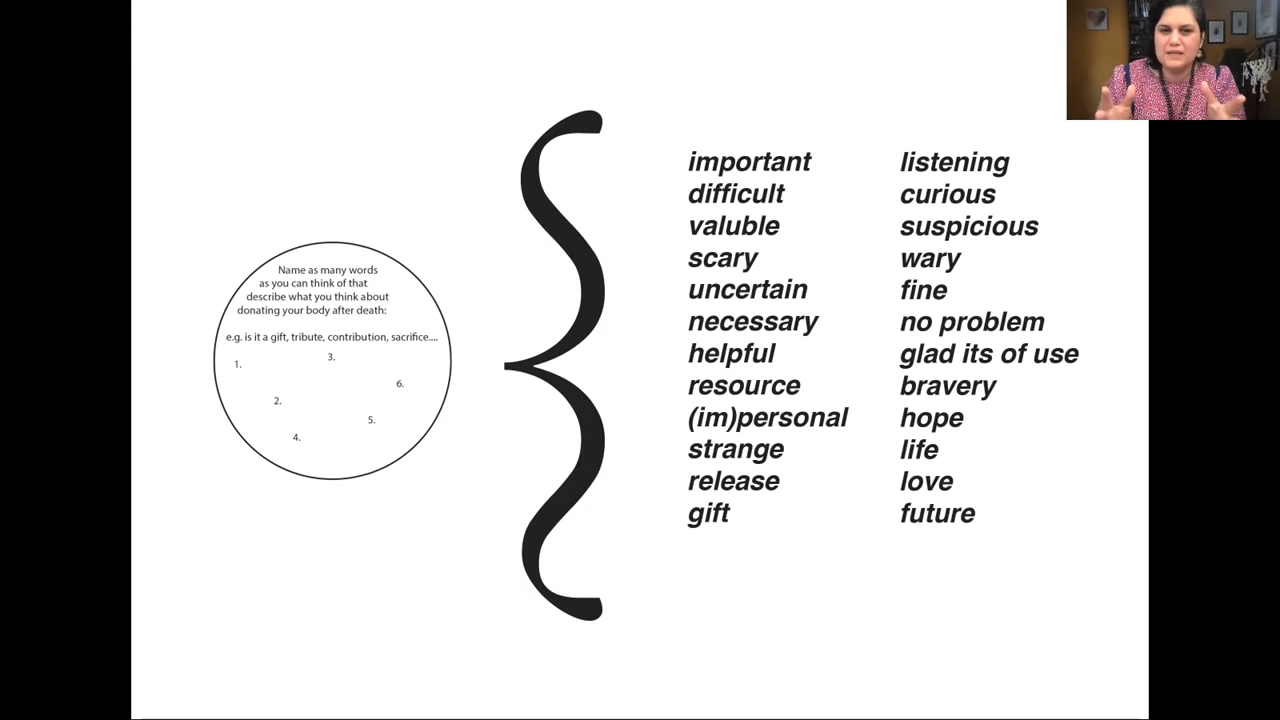 Name as many words
as you can think of that
describe what you think about
donating your body after death:
e.g. is it a gift, tribute, contribution, sacrifice....
1.
3.
6.
2.
5.
4.
important
difficult
valuble
scary
uncertain
necessary
helpful
resource
(im)personal
strange
release
gift
listening
curious
suspicious
wary
fine
no problem
glad its of use
bravery
hope
life
love
future